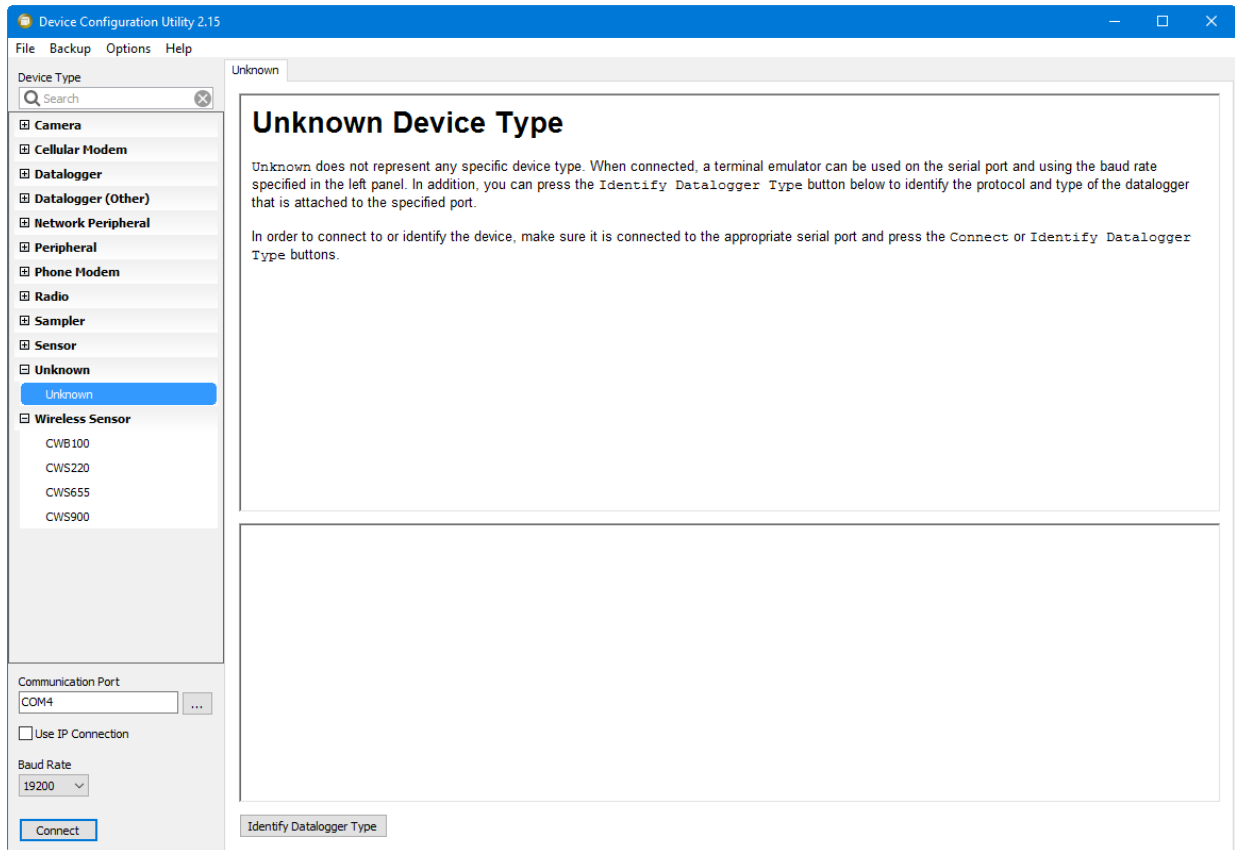 Device Configuration Utility 2.15
File Backup Options Help
Device Type
Search
Camera
Cellular Modem
Datalogger
Datalogger (Other)
Network Peripheral
Peripheral
Phone Modem
Radio
Sampler
Sensor
Unknown
Unknown
Wireless Sensor
CWB100
CWS220
CWS655
CWS900
Communication Port
COM4
...
Use IP Connection
Baud Rate
19200
Connect
Unknown
Unknown Device Type
Unknown does not represent any specific device type. When connected, a terminal emulator can be used on the serial port and using the baud rate
specified in the left panel. In addition, you can press the Identify Datalogger Type button below to identify the protocol and type of the datalogger
that is attached to the specified port.
In order to connect to or identify the device, make sure it is connected to the appropriate serial port and press the Connect or Identify Datalogger
Type buttons.
Identify Datalogger Type